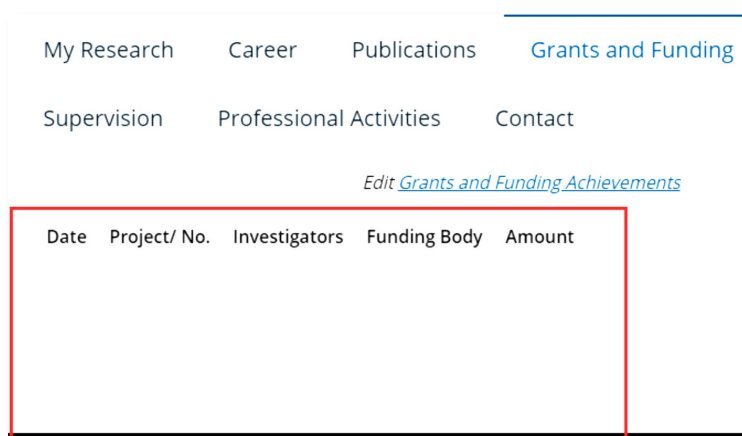 My Research Career Publications Grants and Funding
Supervision Professional Activities Contact
Edit Grants and Funding Achievements
Date Project/ No. Investigators Funding Body Amount